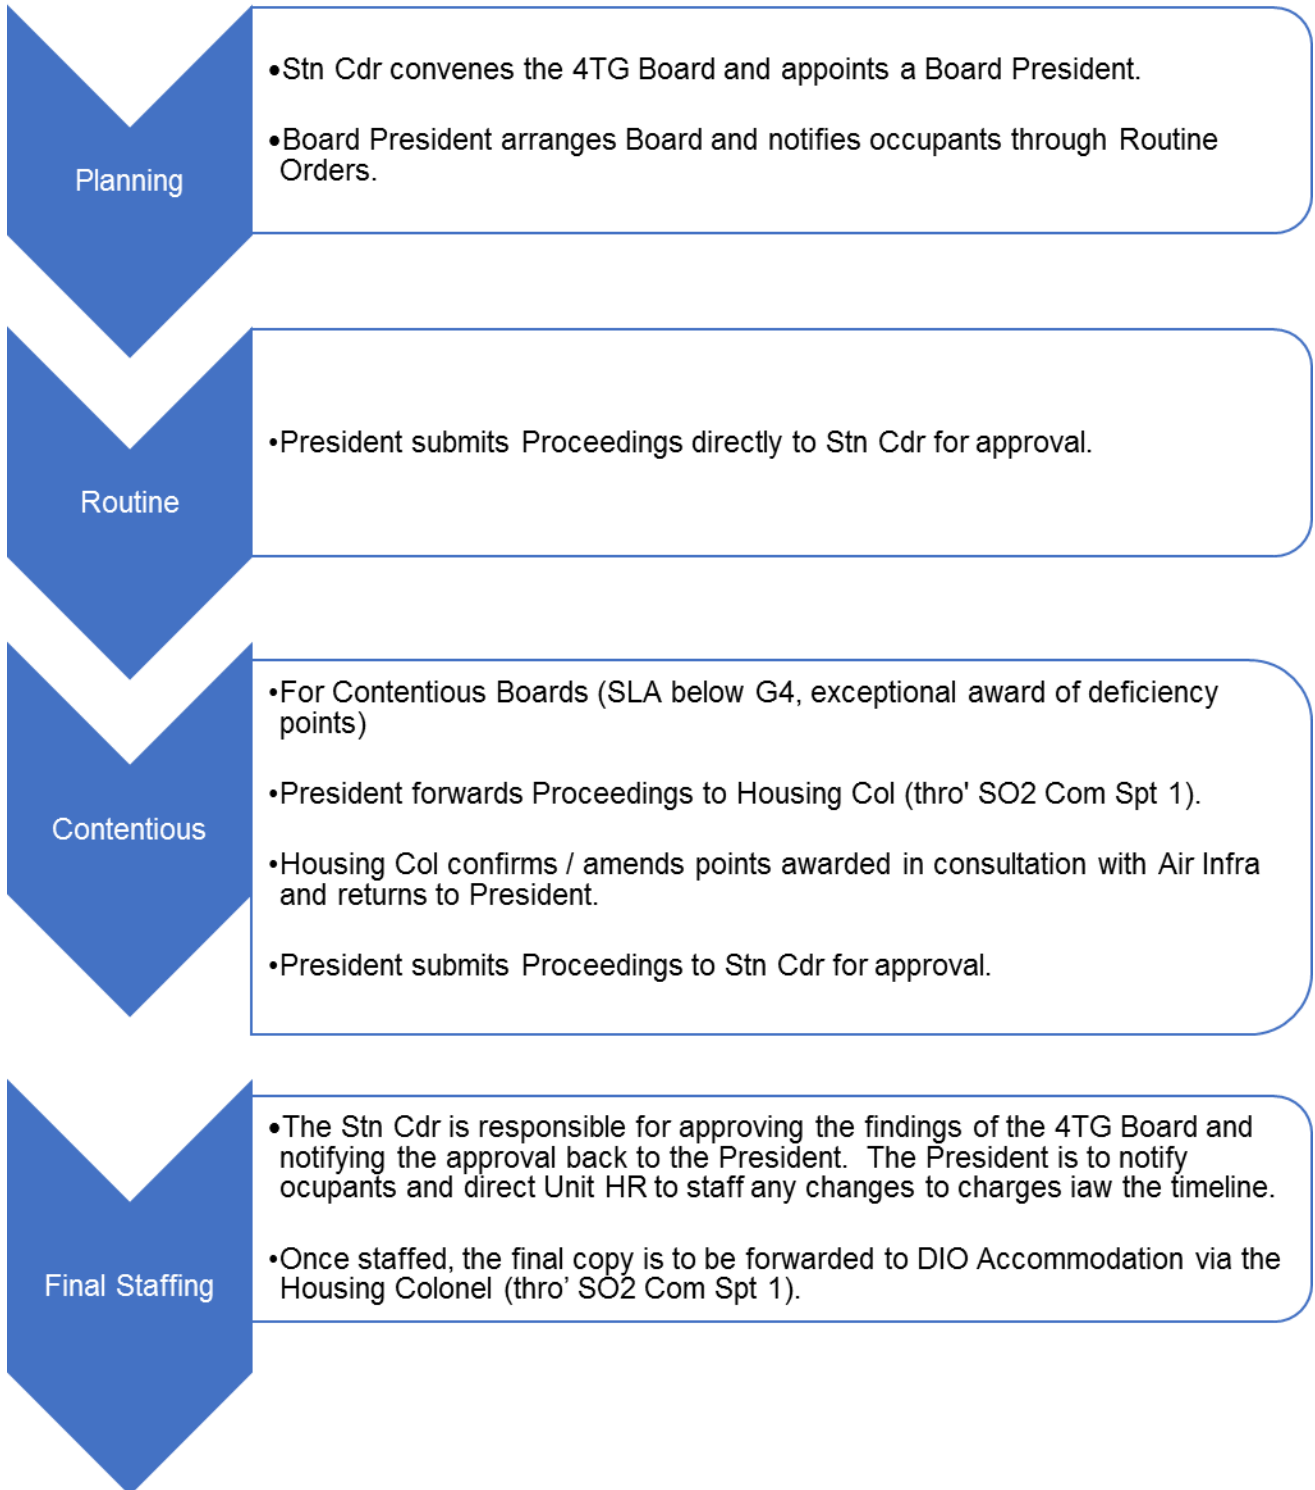 Planning
•Stn Cdr convenes the 4TG Board and appoints a Board President.
•Board President arranges Board and notifies occupants through Routine
Orders.
Routine
•President submits Proceedings directly to Stn Cdr for approval.
Contentious
•For Contentious Boards (SLA below G4, exceptional award of deficiency
points)
•President forwards Proceedings to Housing Col (thro' SO2 Com Spt 1).
•Housing Col confirms / amends points awarded in consultation with Air Infra
and returns to President.
•President submits Proceedings to Stn Cdr for approval.
Final Staffing
•The Stn Cdr is responsible for approving the findings of the 4TG Board and
notifying the approval back to the President.  The President is to notify
ocupants and direct Unit HR to staff any changes to charges iaw the timeline.
•Once staffed, the final copy is to be forwarded to DIO Accommodation via the
Housing Colonel (thro’ SO2 Com Spt 1).